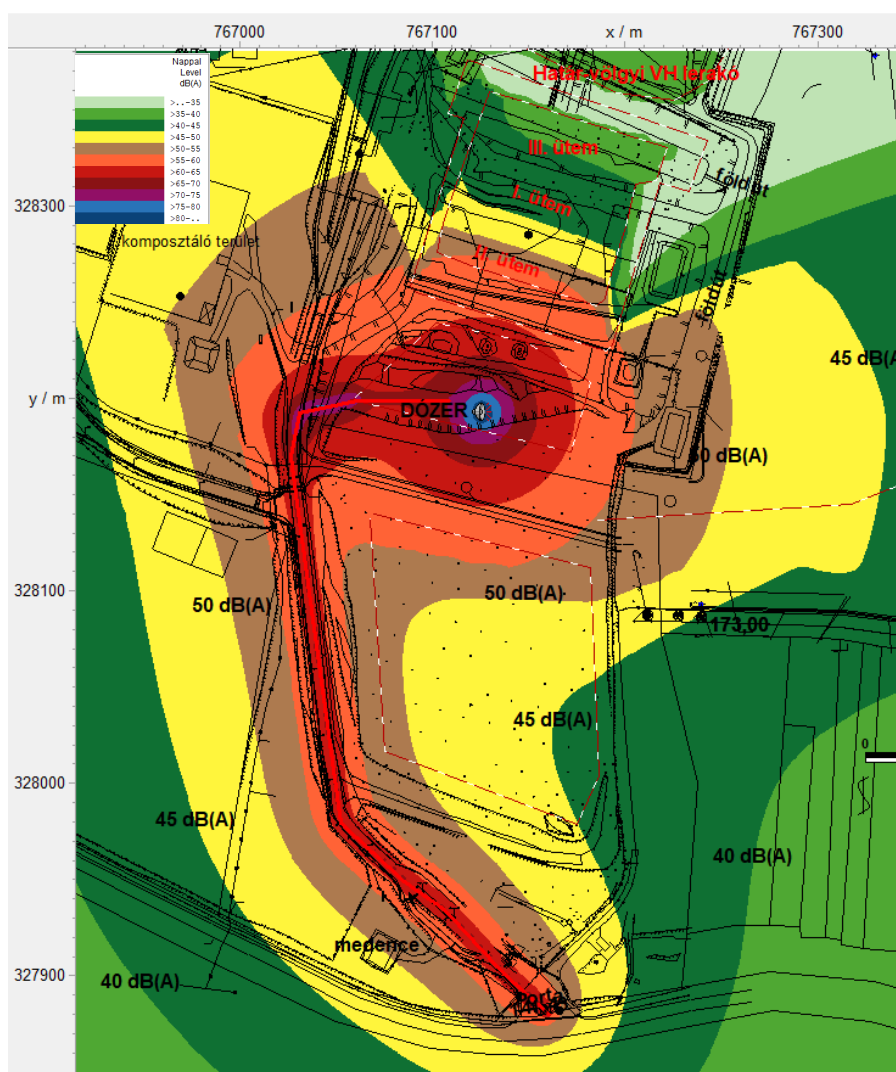 767000 767100 x / m 767300
Nappal
Level
dB(A)
>..-35
>35-40
>40-45
>45-50
>50-55
>55-60
>60-65
>65-70
>70-75
>75-80
>80-..
Határ-völgyi VH lerakó
III. ütem
földút
I. ütem
328300
komposztáló terület
II. ütem
földút
45 dB(A)
y / m
DÓZER
50 dB(A)
328100
50 dB(A)
50 dB(A)
173,00
45 dB(A)
0
328000
45 dB(A)
40 dB(A)
medence
327900
40 dB(A)
Porta